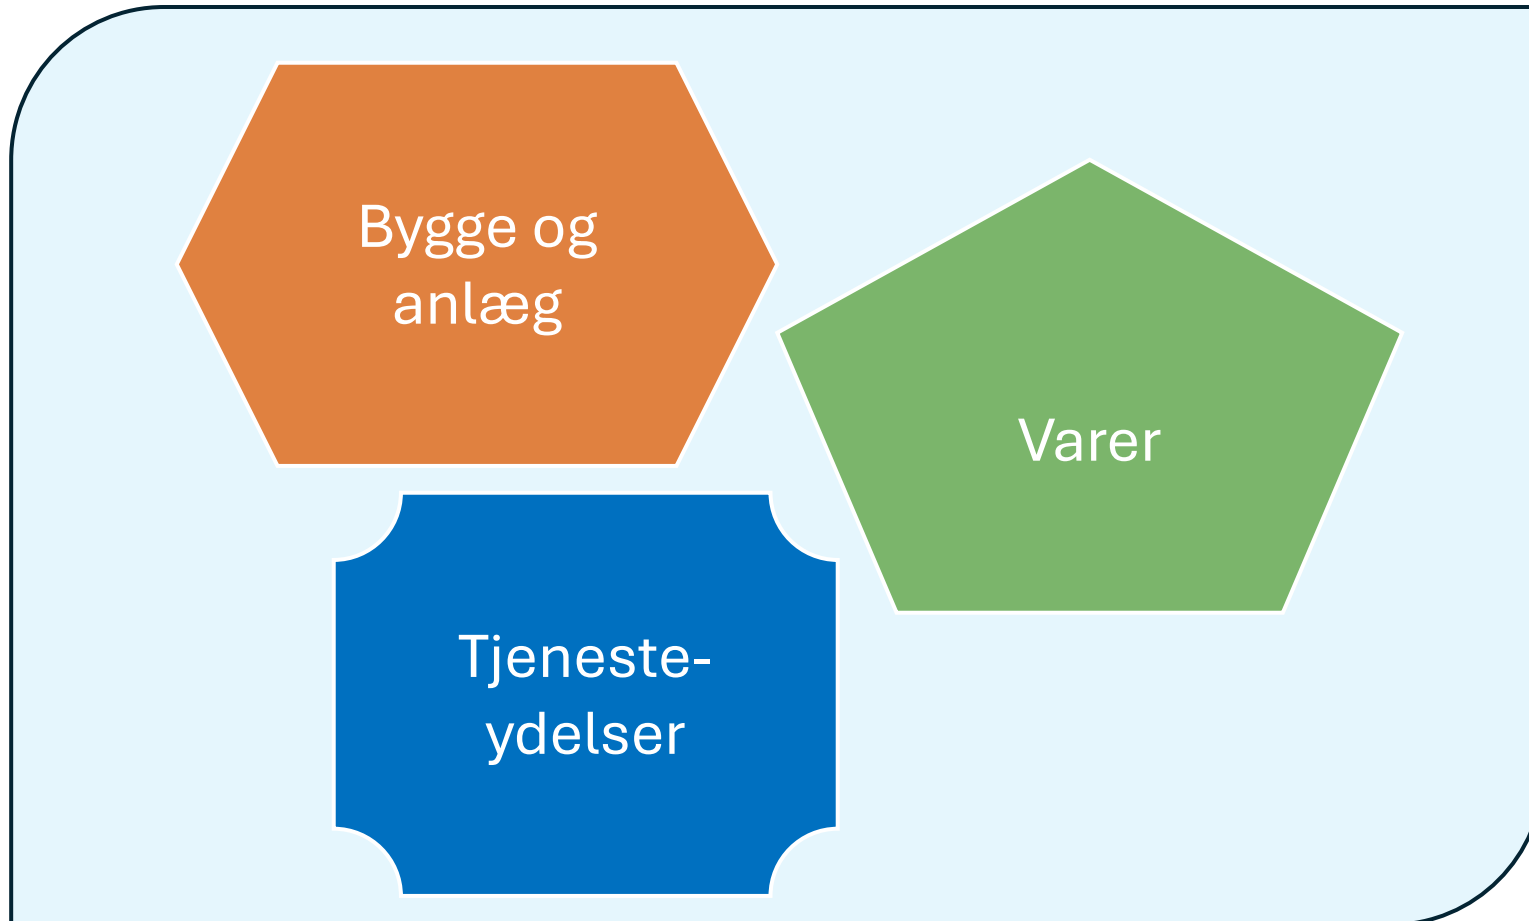 Bygge og
anlæg
Varer
Tjeneste-
ydelser